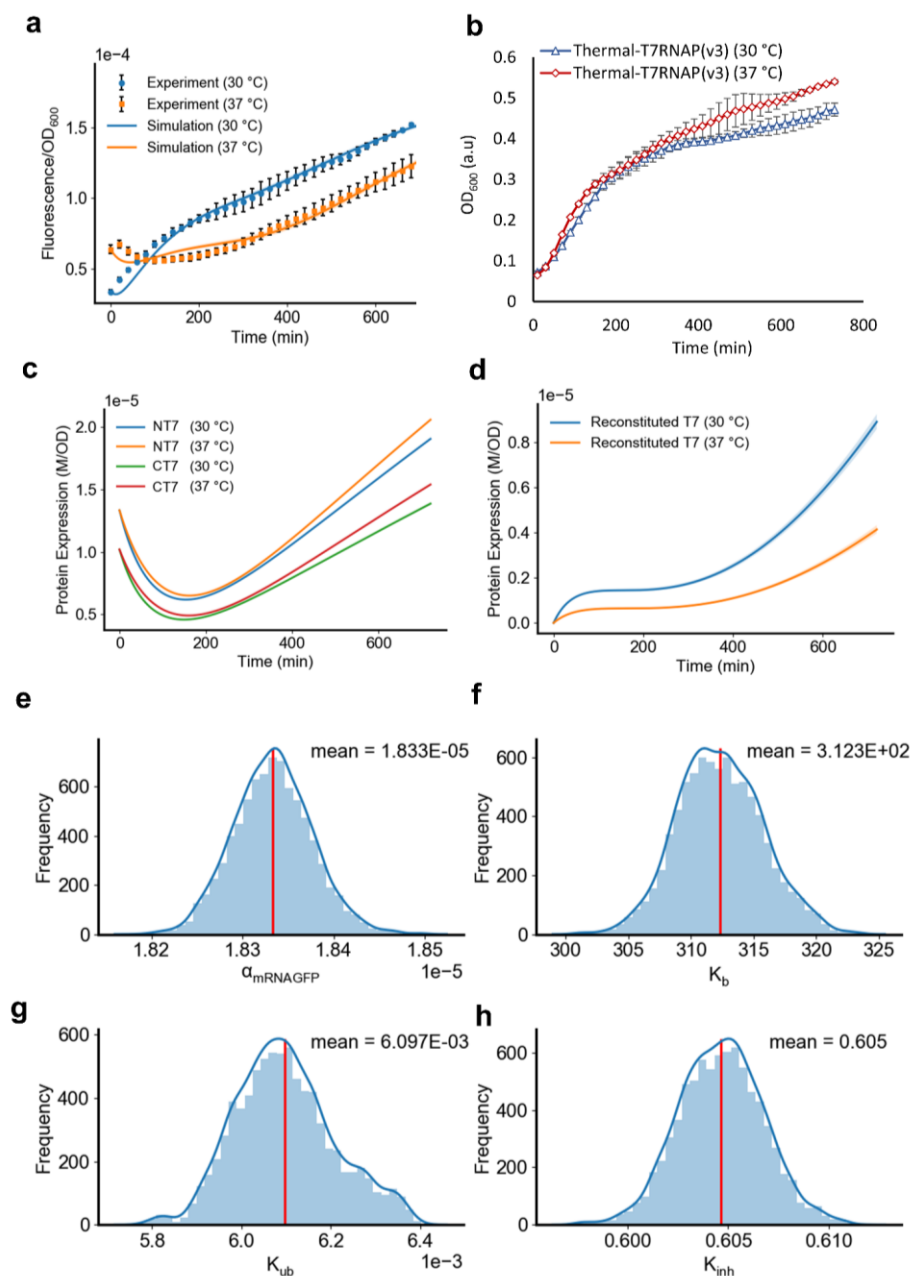 a
1e−4
Experiment (30 °C)
Experiment (37 °C)
Simulation (30 °C)
Simulation (37 °C)
1.5
1.0
0.5
Fluorescence/OD600
0 200 400 600
Time (min)
b
Thermal-T7RNAP(v3) (30 °C)
Thermal-T7RNAP(v3) (37 °C)
0.6
0.5
0.4
0.3
0.2
0.1
0
OD600 (a.u)
0 200 400 600 800
Time (min)
c
1e−5
NT7 (30 °C)
NT7 (37 °C)
CT7 (30 °C)
CT7 (37 °C)
2.0
1.5
1.0
0.5
Protein Expression (M/OD)
0 200 400 600
Time (min)
d
1e−5
Reconstituted T7 (30 °C)
Reconstituted T7 (37 °C)
0.8
0.6
0.4
0.2
0.0
Protein Expression (M/OD)
0 200 400 600
Time (min)
e
mean = 1.833E-05
600
400
200
0
Frequency
1.82 1.83 1.84 1.85
1e−5
αmRNAGFP
f
mean = 3.123E+02
600
400
200
0
Frequency
300 305 310 315 320 325
Kb
g
mean = 6.097E-03
600
400
200
0
Frequency
5.8 6.0 6.2 6.4
1e−3
Kub
h
mean = 0.605
600
400
200
0
Frequency
0.600 0.605 0.610
Kinh